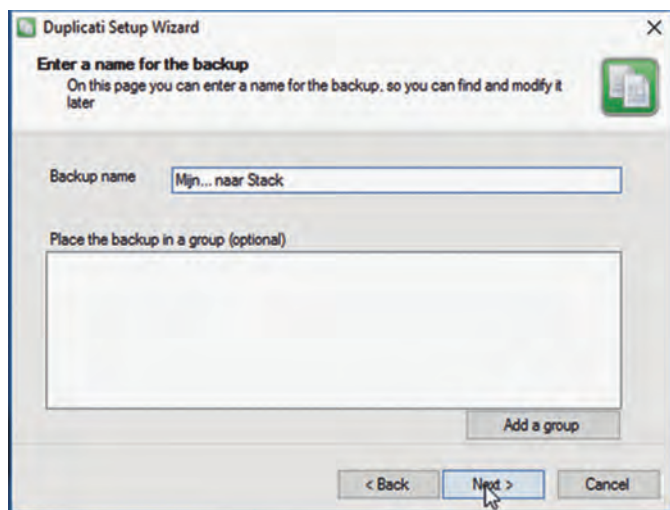 Duplicati Setup Wizard
Enter a name for the backup
On this page you can enter a name for the backup, so you can find and modify it
later
Backup name
Mijn... naar Stack
Place the backup in a group (optional)
Add a group
< Back
Next >
Cancel